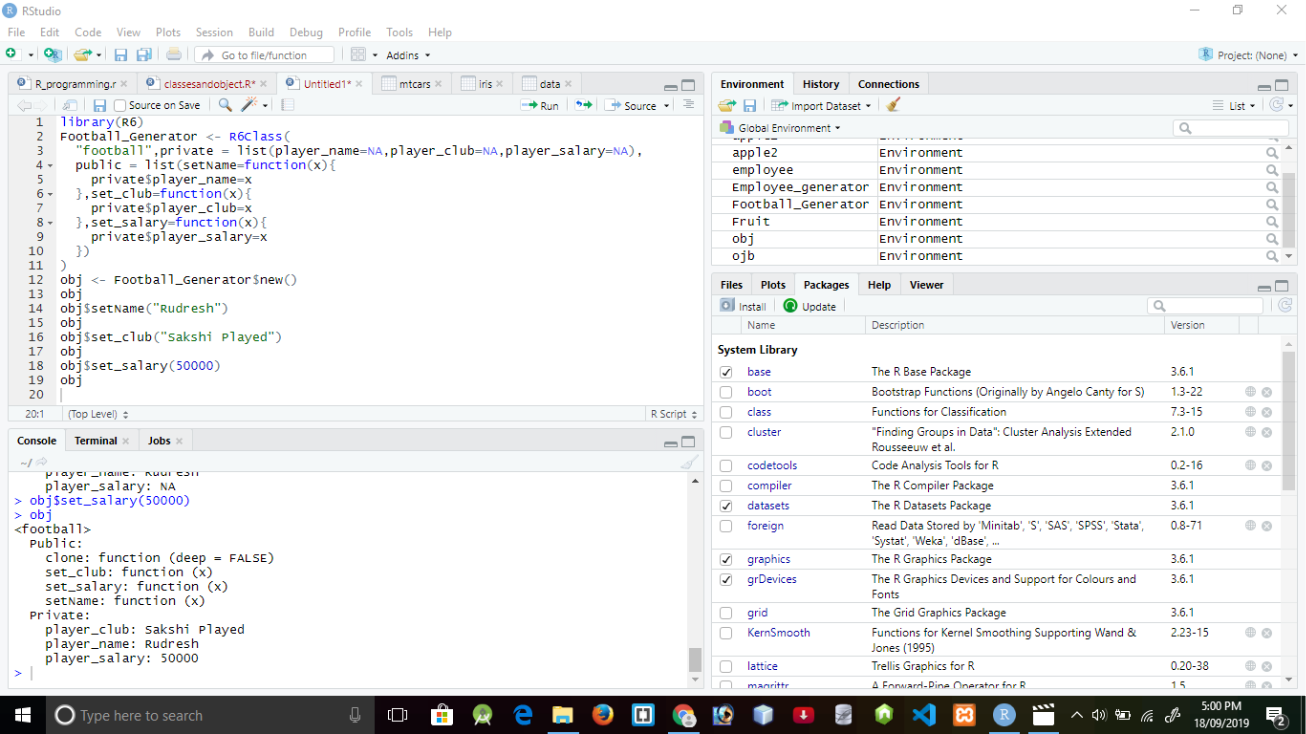 RStudio
File Edit Code View Plots Session Build Debug Profile Tools Help
Go to file/function Addins Project: (None)
R_programming.r classesandobject.R* Untitled1* mtcars iris data
Source on Save Run Source
1 library(R6)
2 Football_Generator <- R6Class(
3 "football",private = list(player_name=NA,player_club=NA,player_salary=NA),
4 public = list(setName=function(x){
5 private$player_name=x
6 },set_club=function(x){
7 private$player_club=x
8 },set_salary=function(x){
9 private$player_salary=x
10 })
11 )
12 obj <- Football_Generator$new()
13 obj
14 obj$setName("Rudresh")
15 obj
16 obj$set_club("Sakshi Played")
17 obj
18 obj$set_salary(50000)
19 obj
20
20:1 (Top Level) R Script
Console Terminal Jobs
~/
player_name: Rudresh
player_salary: NA
> obj$set_salary(50000)
> obj
<football>
Public:
clone: function (deep = FALSE)
set_club: function (x)
set_salary: function (x)
setName: function (x)
Private:
player_club: Sakshi Played
player_name: Rudresh
player_salary: 50000
>
Environment History Connections
Import Dataset List
Global Environment
apple2 Environment
apple2 Environment
employee Environment
Employee_generator Environment
Football_Generator Environment
Fruit Environment
obj Environment
ojb Environment
Files Plots Packages Help Viewer
Install Update
Name Description Version
System Library
base The R Base Package 3.6.1
boot Bootstrap Functions (Originally by Angelo Canty for S) 1.3-22
class Functions for Classification 7.3-15
cluster "Finding Groups in Data": Cluster Analysis Extended 2.1.0
Rousseeuw et al.
codetools Code Analysis Tools for R 0.2-16
compiler The R Compiler Package 3.6.1
datasets The R Datasets Package 3.6.1
foreign Read Data Stored by 'Minitab', 'S', 'SAS', 'SPSS', 'Stata', 0.8-71
'Systat', 'Weka', 'dBase', ...
graphics The R Graphics Package 3.6.1
grDevices The R Graphics Devices and Support for Colours and 3.6.1
Fonts
grid The Grid Graphics Package 3.6.1
KernSmooth Functions for Kernel Smoothing Supporting Wand & 2.23-15
Jones (1995)
lattice Trellis Graphics for R 0.20-38
magrittr A Forward-Pipe Operator for R 1.5
Type here to search
5:00 PM
18/09/2019
2